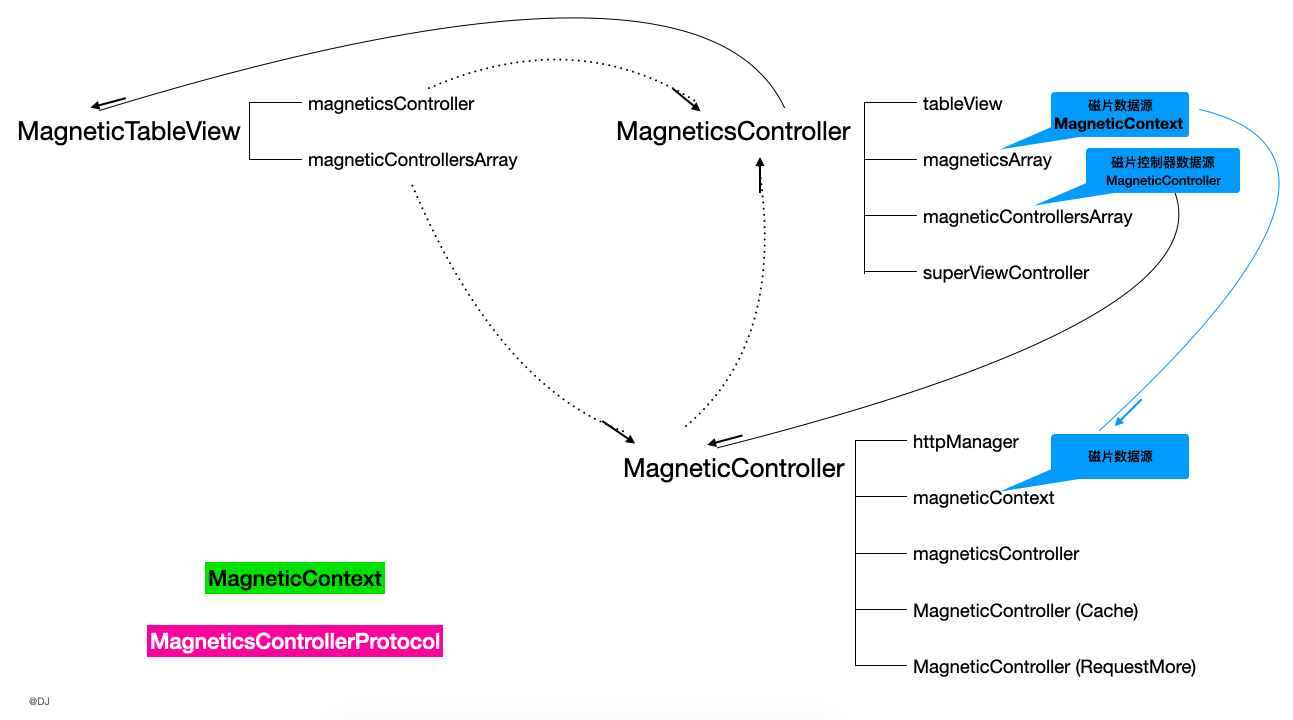 MagneticTableView
magneticsController
magneticControllersArray
MagneticsController
tableView
磁片数据源
MagneticContext
magneticsArray
磁片控制器数据源
MagneticController
magneticControllersArray
superViewController
MagneticController
httpManager
磁片数据源
magneticContext
magneticsController
MagneticController (Cache)
MagneticController (RequestMore)
MagneticContext
MagneticsControllerProtocol
@DJ